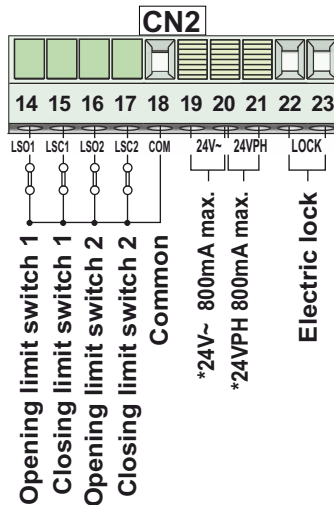 CN2
14 15 16 17 18 19 20 21 22 23
LSO1 LSC1 LSO2 LSC2 COM 24V~ 24VPH LOCK
Opening limit switch 1
Closing limit switch 1
Opening limit switch 2
Closing limit switch 2
Common
*24V~ 800mA max.
*24VPH 800mA max.
Electric lock